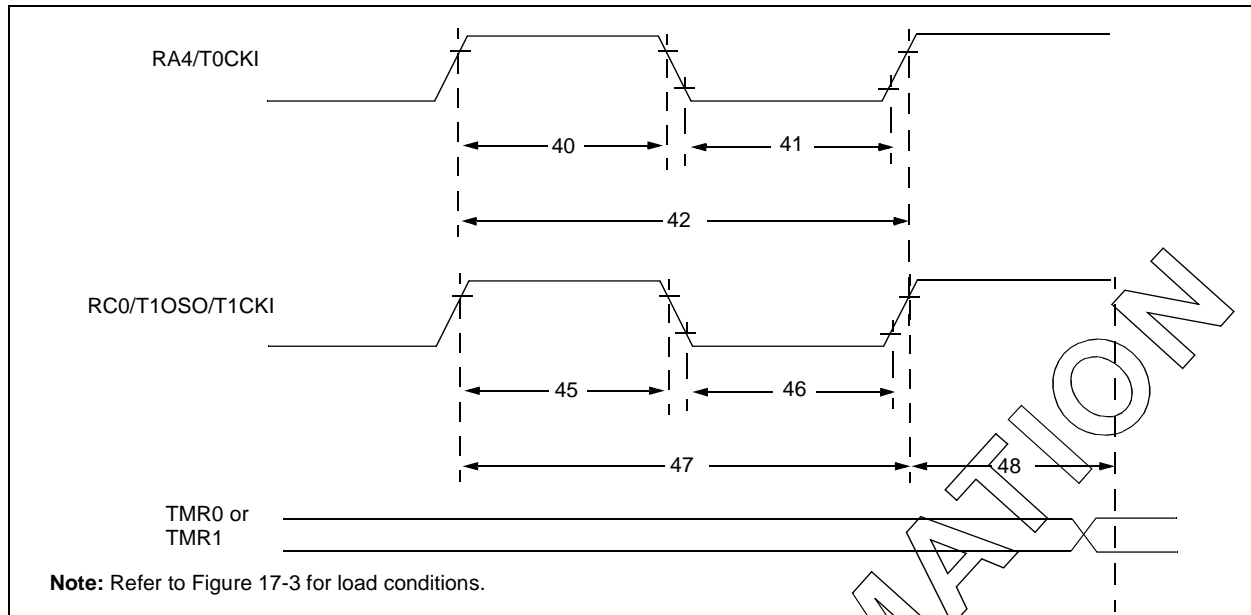 RA4/T0CKI
40
41
42
RC0/T1OSO/T1CKI
45
46
47
48
TMR0 or
TMR1
Note: Refer to Figure 17-3 for load conditions.
MATION